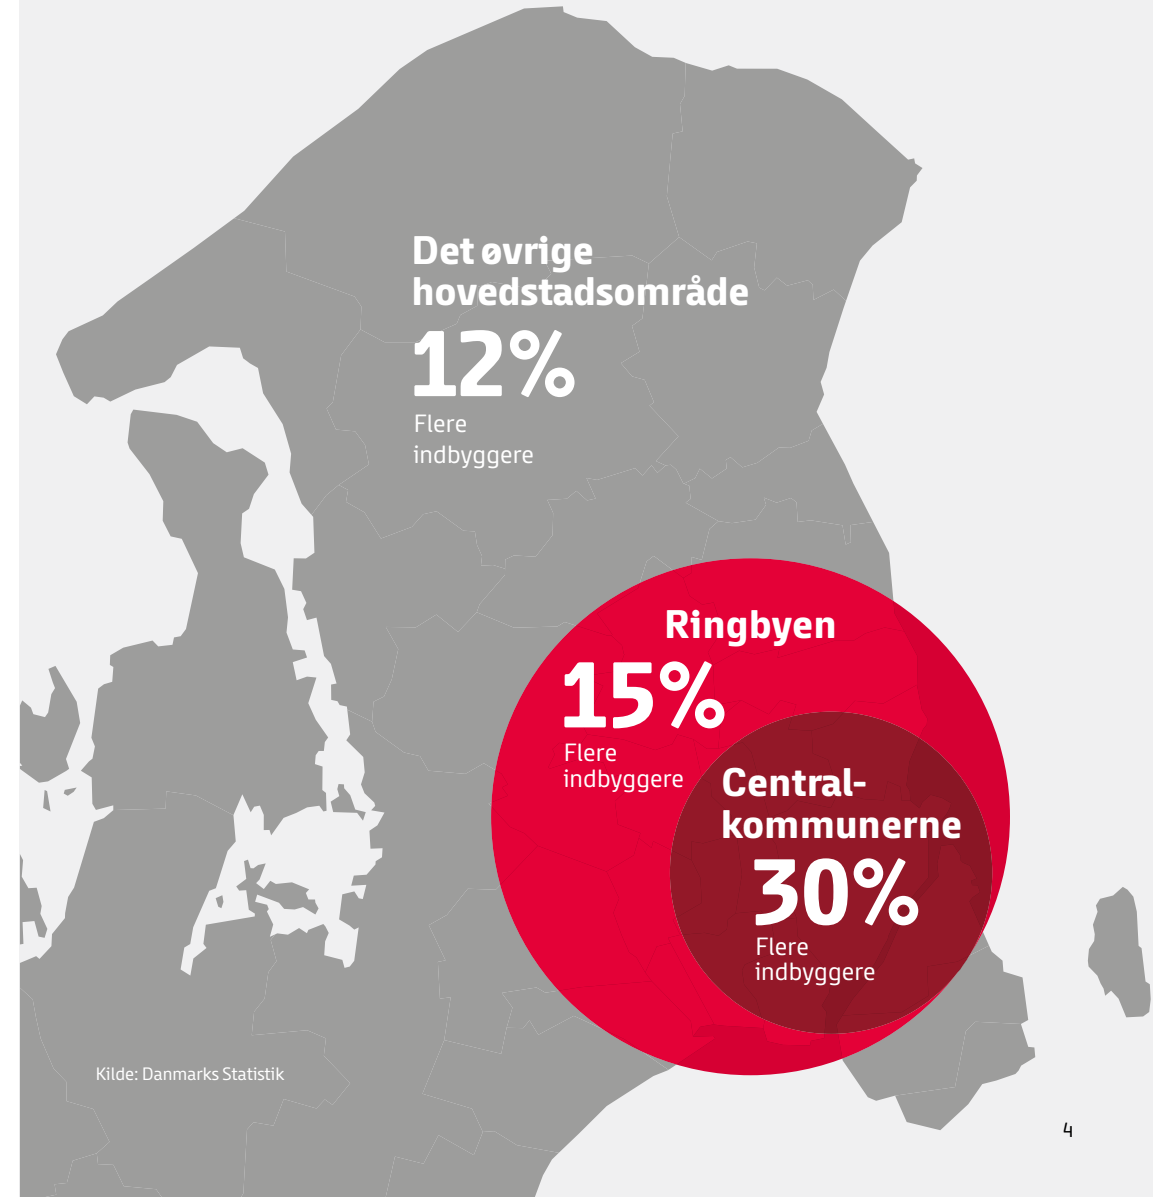 Det øvrige
hovedstadsområde
12%
Flere
indbyggere
Ringbyen
15%
Flere
indbyggere
Central-
kommunerne
30%
Flere
indbyggere
Kilde: Danmarks Statistik
4